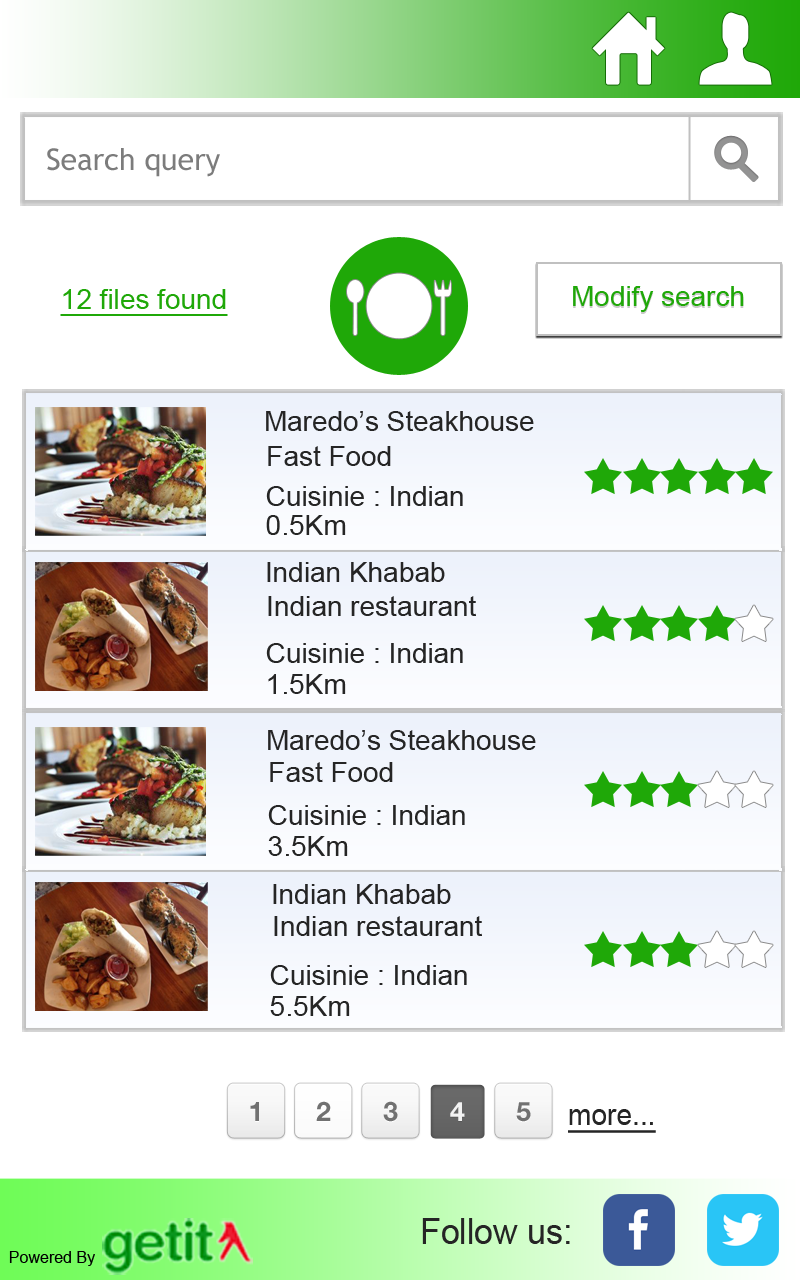 Search query
12 files found
Modify search
Maredo’s Steakhouse
Fast Food
Cuisinie : Indian
0.5Km
Indian Khabab
Indian restaurant
Cuisinie : Indian
1.5Km
Maredo’s Steakhouse
Fast Food
Cuisinie : Indian
3.5Km
Indian Khabab
Indian restaurant
Cuisinie : Indian
5.5Km
1 2 3 4 5 more...
Powered By getit Follow us: f